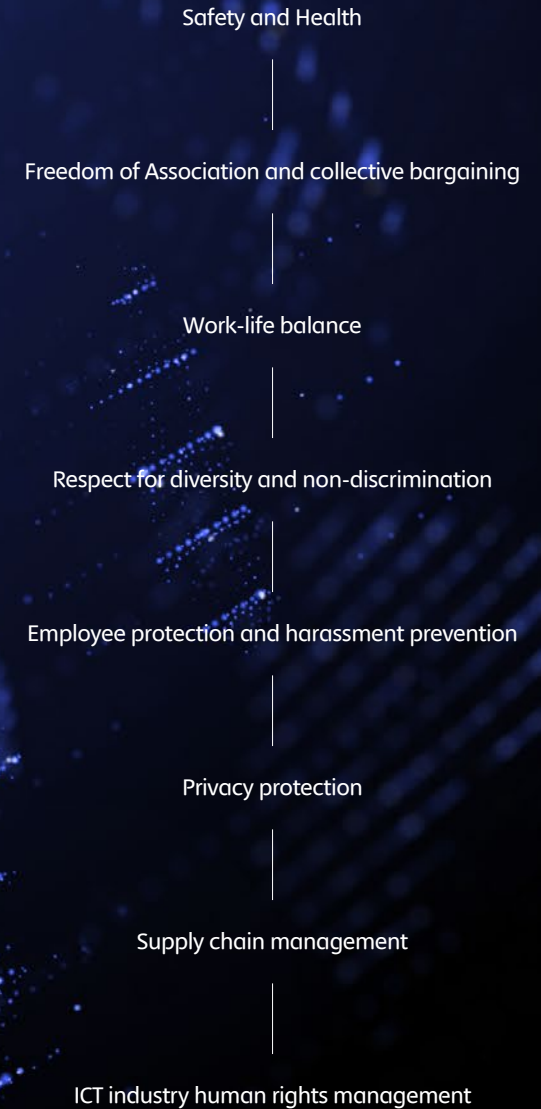 Safety and Health
Freedom of Association and collective bargaining
Work-life balance
Respect for diversity and non-discrimination
Employee protection and harassment prevention
Privacy protection
Supply chain management
ICT industry human rights management